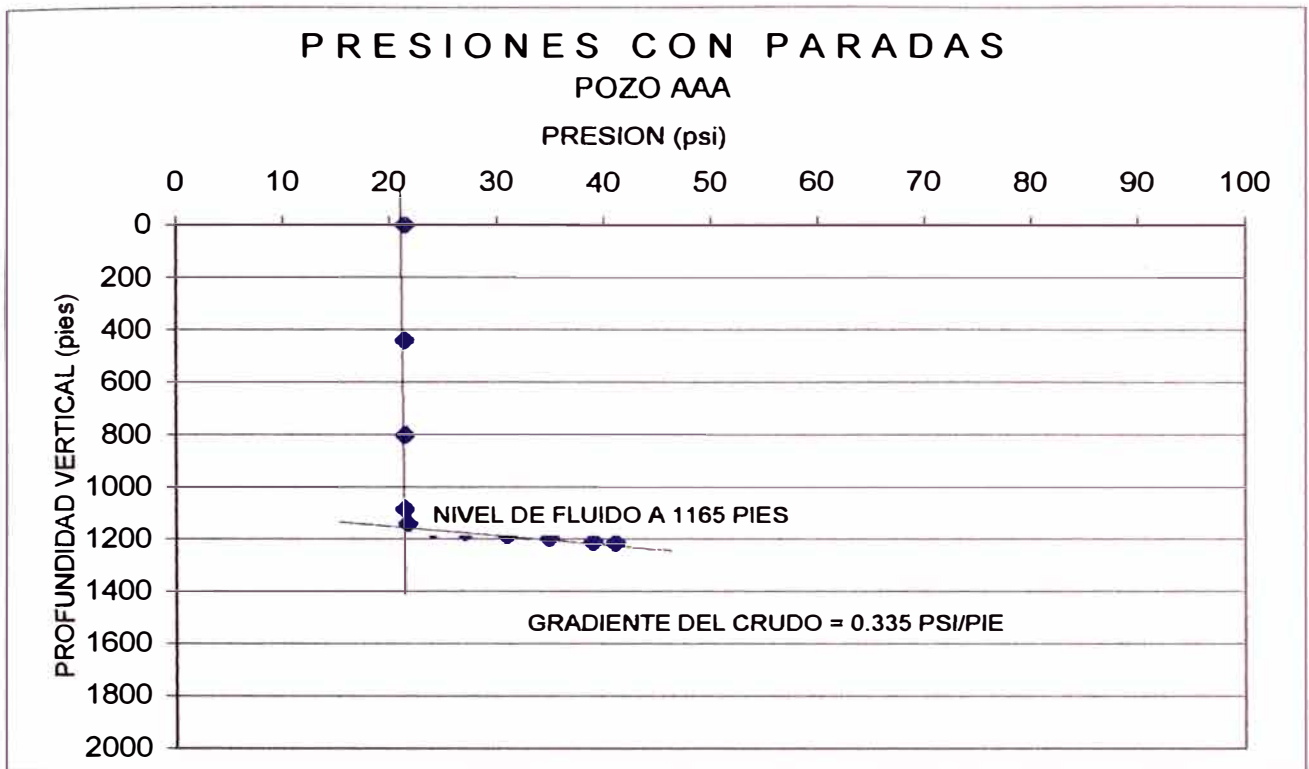 PRESIONES CON PARADAS
POZO AAA
PRESION (psi)
0 10 20 30 40 50 60 70 80 90 100
PROFUNDIDAD VERTICAL (pies)
0
200
400
600
800
1000
1200
1400
1600
1800
2000
NIVEL DE FLUIDO A 1165 PIES
GRADIENTE DEL CRUDO = 0.335 PSI/PIE